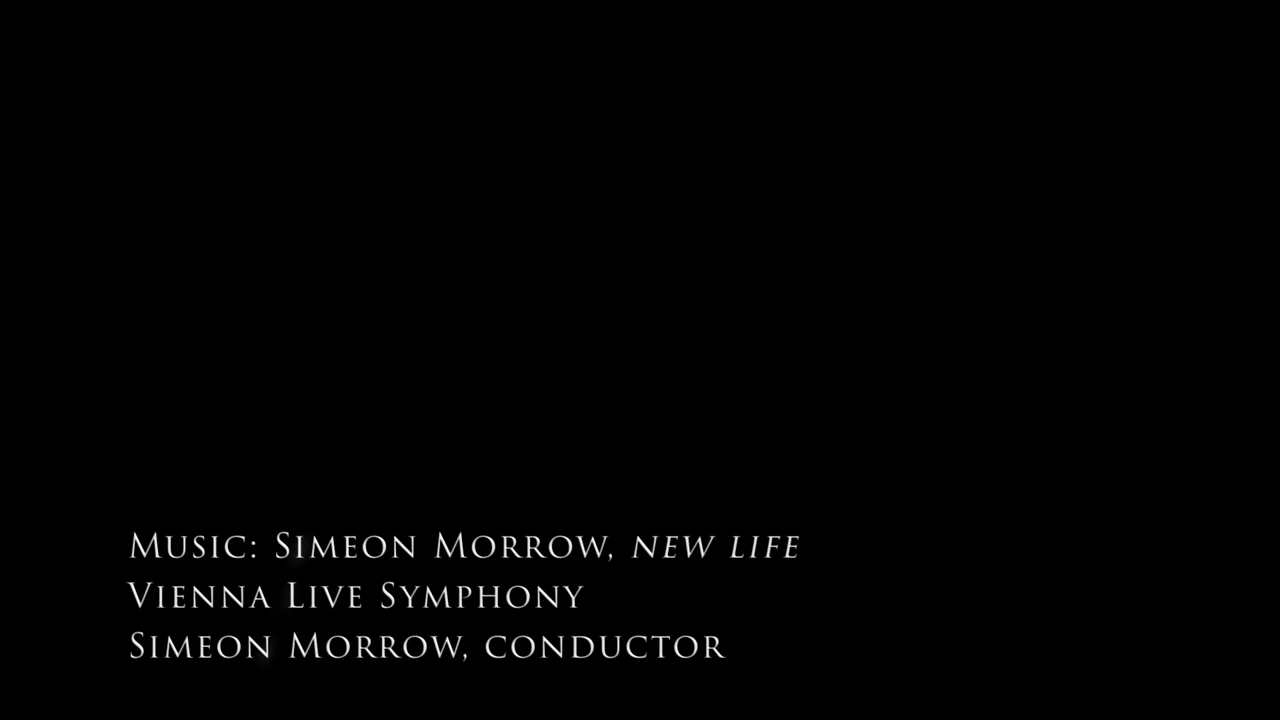 Music: Simeon Morrow, new life
Vienna Live Symphony
Simeon Morrow, conductor